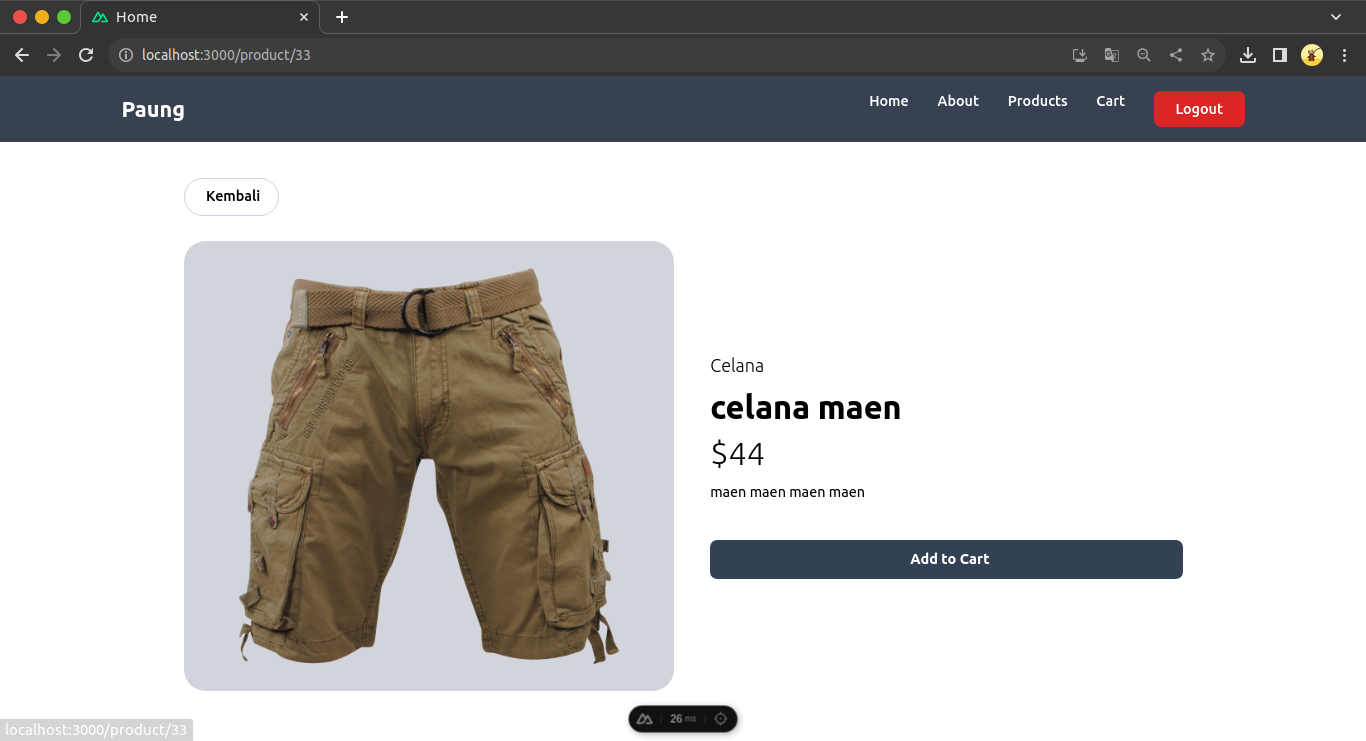 Home
localhost:3000/product/33
Paung
Home About Products Cart Logout
Kembali
Celana
celana maen
$44
maen maen maen maen
Add to Cart
26 ms
localhost:3000/product/33